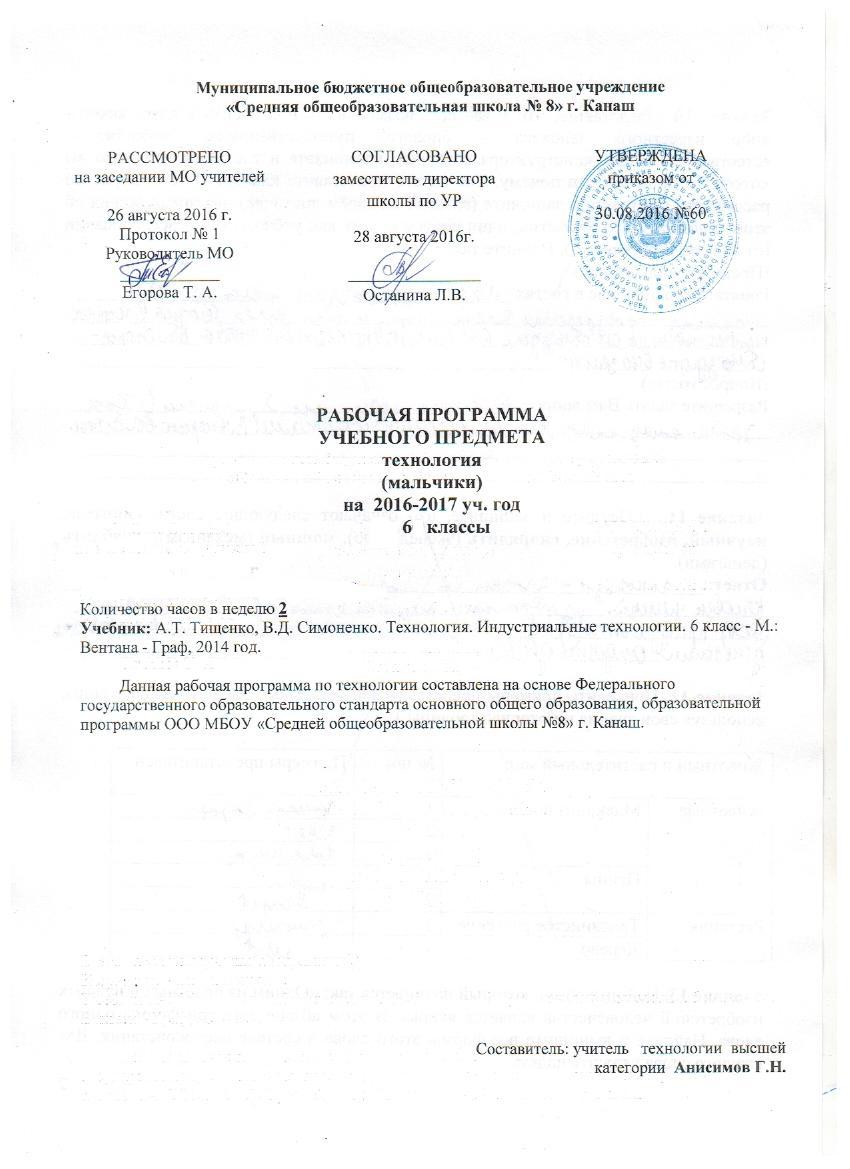 Муниципальное бюджетное общеобразовательное учреждение
«Средняя общеобразовательная школа № 8» г. Канаш
РАССМОТРЕНО
на заседании МО учителей
26 августа 2016 г.
Протокол № 1
Руководитель МО
Егорова Т. А.
СОГЛАСОВАНО
заместитель директора
школы по УР
28 августа 2016г.
Останина Л.В.
УТВЕРЖДЕНА
приказом от
30.08.2016 №60
РАБОЧАЯ ПРОГРАММА
УЧЕБНОГО ПРЕДМЕТА
технология
(мальчики)
на 2016-2017 уч. год
6 классы
Количество часов в неделю 2
Учебник: А.Т. Тищенко, В.Д. Симоненко. Технология. Индустриальные технологии. 6 класс - М.:
Вентана - Граф, 2014 год.
Данная рабочая программа по технологии составлена на основе Федерального
государственного образовательного стандарта основного общего образования, образовательной
программы ООО МБОУ «Средней общеобразовательной школы №8» г. Канаш.
Составитель: учитель технологии высшей
категории Анисимов Г.Н.